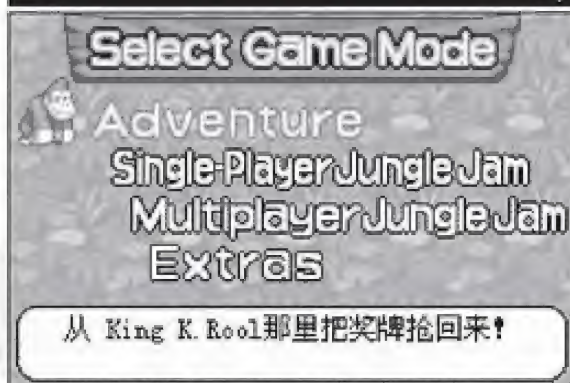 Select Game Mode
Adventure
Single-Player Jungle Jam
Multiplayer Jungle Jam
Extras
从 King K. Rool那里把奖牌抢回来!